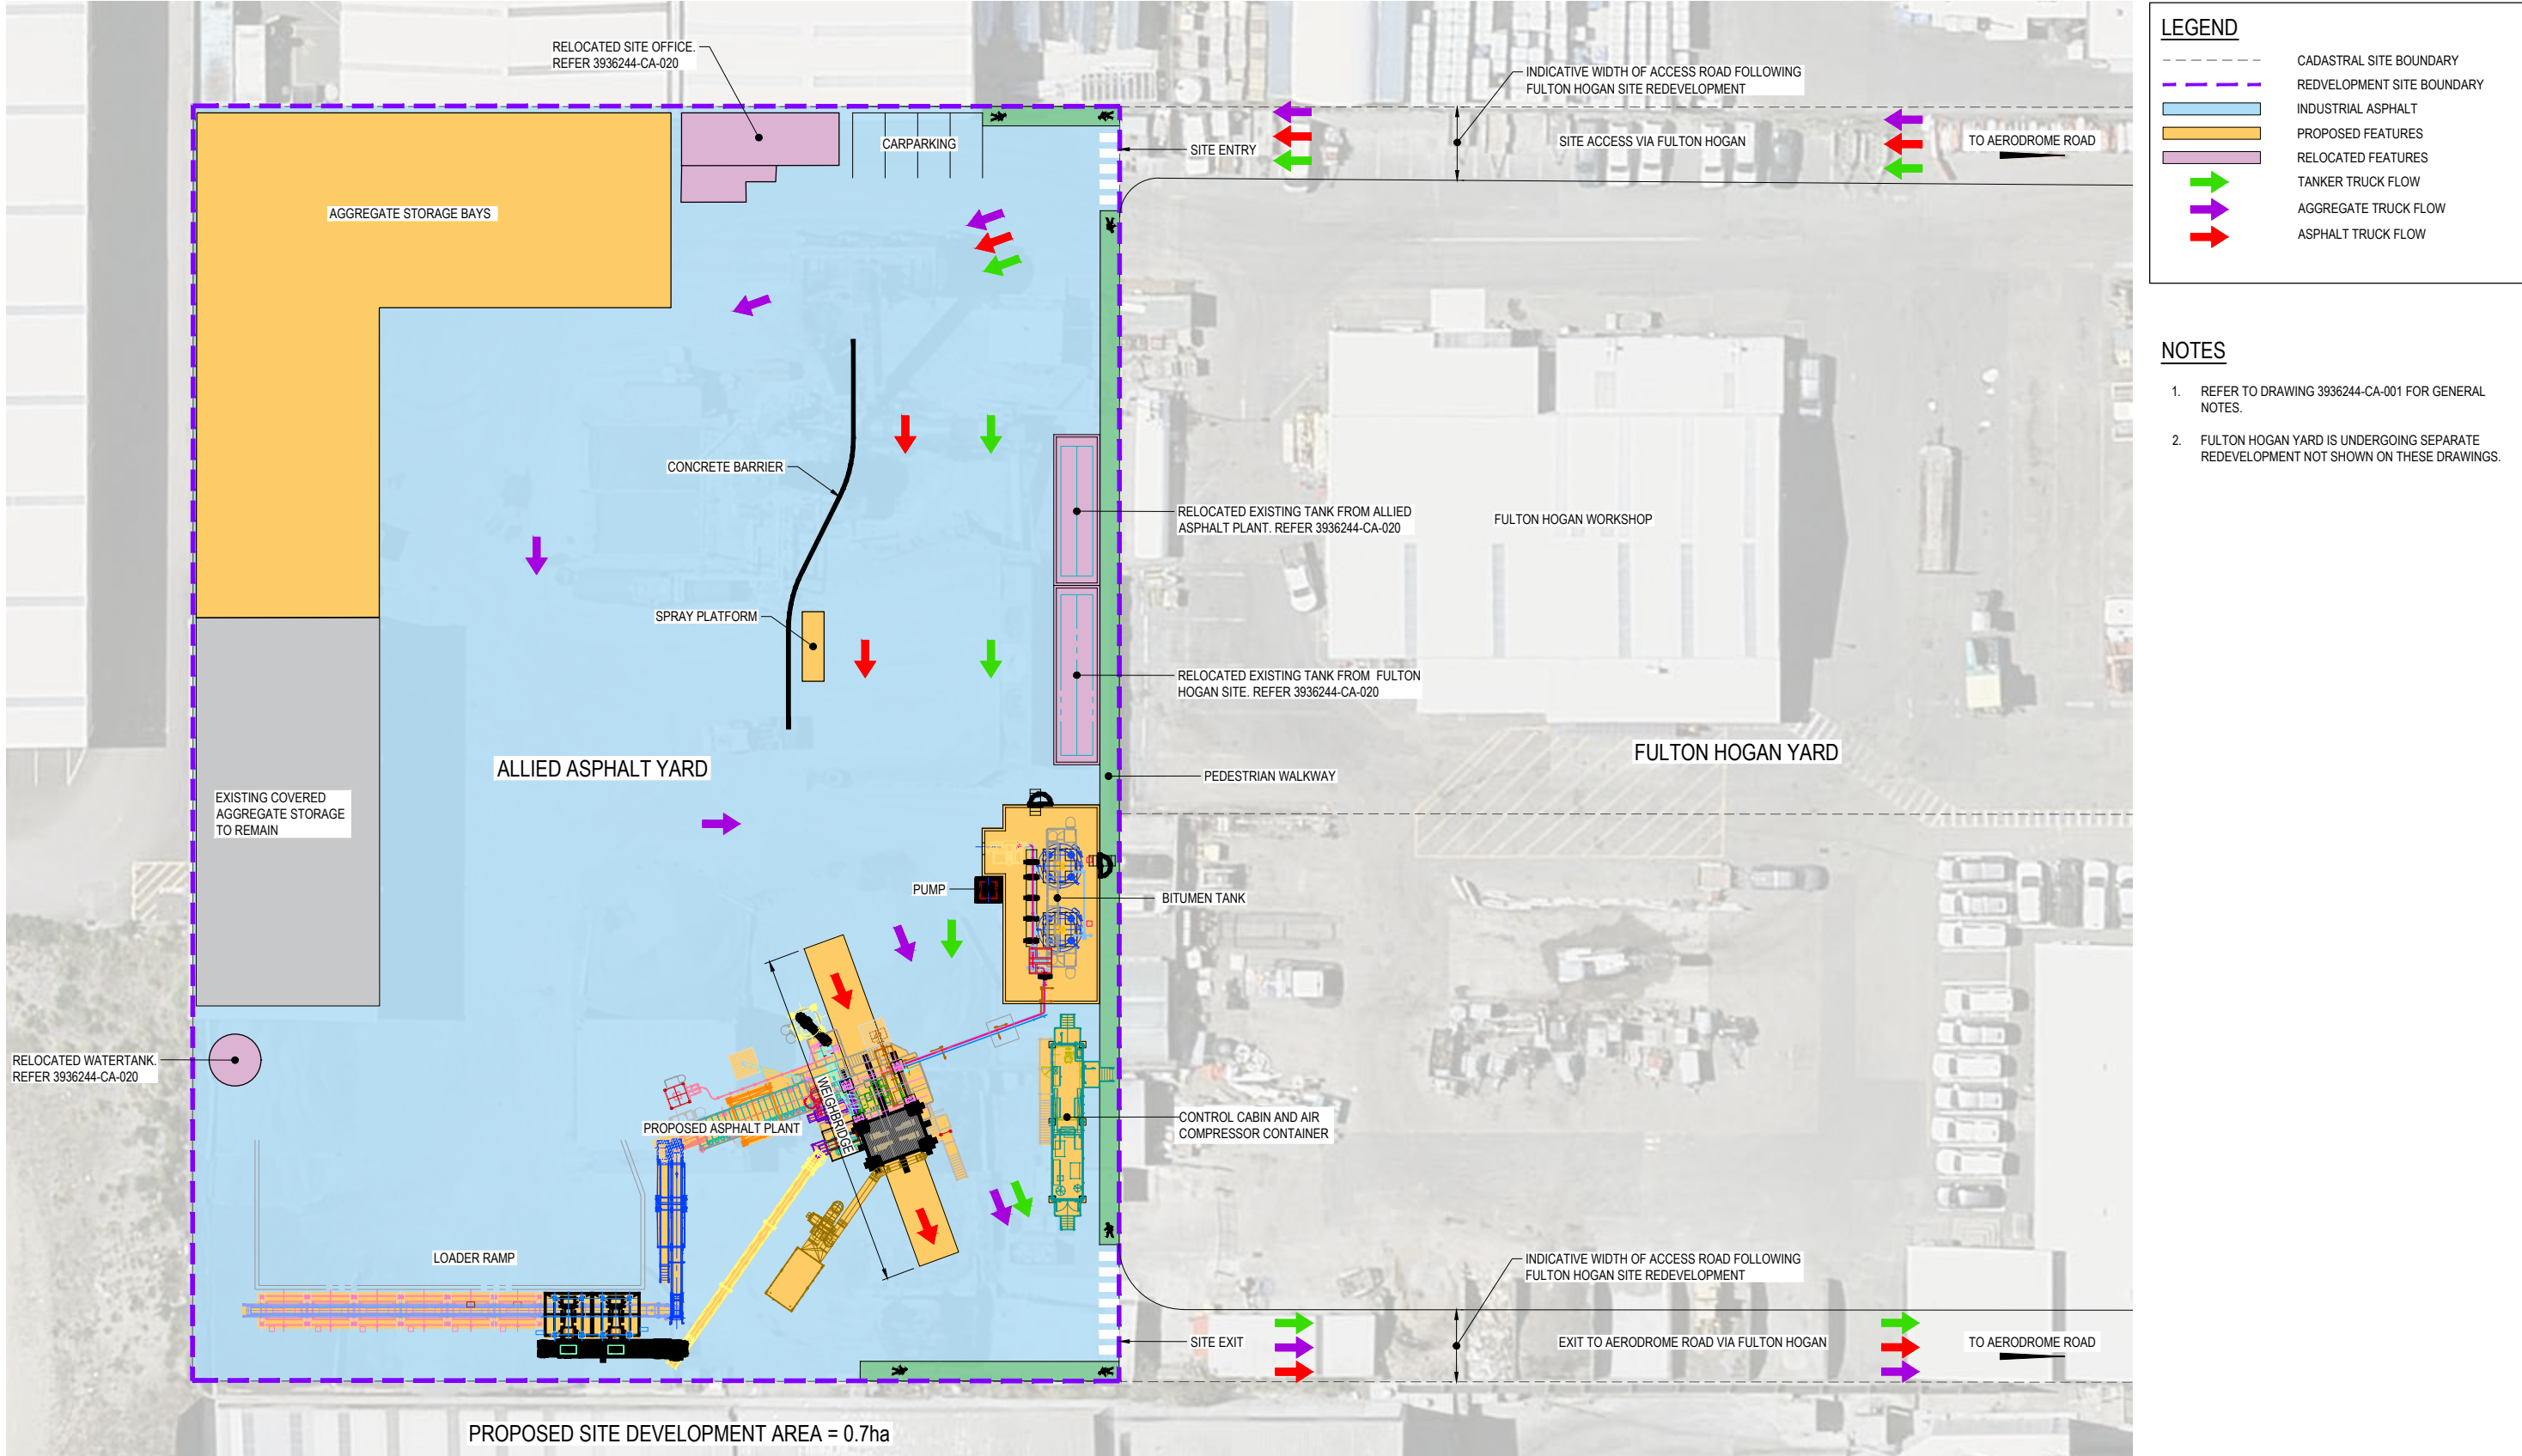 RELOCATED SITE OFFICE.
REFER 3936244-CA-020
CARPARKING
AGGREGATE STORAGE BAYS
INDICATIVE WIDTH OF ACCESS ROAD FOLLOWING
FULTON HOGAN SITE REDEVELOPMENT
SITE ENTRY
SITE ACCESS VIA FULTON HOGAN
TO AERODROME ROAD
CONCRETE BARRIER
SPRAY PLATFORM
RELOCATED EXISTING TANK FROM ALLIED
ASPHALT PLANT. REFER 3936244-CA-020
FULTON HOGAN WORKSHOP
RELOCATED EXISTING TANK FROM FULTON
HOGAN SITE. REFER 3936244-CA-020
ALLIED ASPHALT YARD
FULTON HOGAN YARD
PEDESTRIAN WALKWAY
EXISTING COVERED
AGGREGATE STORAGE
TO REMAIN
PUMP
BITUMEN TANK
RELOCATED WATERTANK.
REFER 3936244-CA-020
WEIGHBRIDGE
PROPOSED ASPHALT PLANT
CONTROL CABIN AND AIR
COMPRESSOR CONTAINER
LOADER RAMP
INDICATIVE WIDTH OF ACCESS ROAD FOLLOWING
FULTON HOGAN SITE REDEVELOPMENT
SITE EXIT
EXIT TO AERODROME ROAD VIA FULTON HOGAN
TO AERODROME ROAD
PROPOSED SITE DEVELOPMENT AREA = 0.7ha
LEGEND
CADASTRAL SITE BOUNDARY
REDVELOPMENT SITE BOUNDARY
INDUSTRIAL ASPHALT
PROPOSED FEATURES
RELOCATED FEATURES
TANKER TRUCK FLOW
AGGREGATE TRUCK FLOW
ASPHALT TRUCK FLOW
NOTES
1. REFER TO DRAWING 3936244-CA-001 FOR GENERAL
NOTES.
2. FULTON HOGAN YARD IS UNDERGOING SEPARATE
REDEVELOPMENT NOT SHOWN ON THESE DRAWINGS.